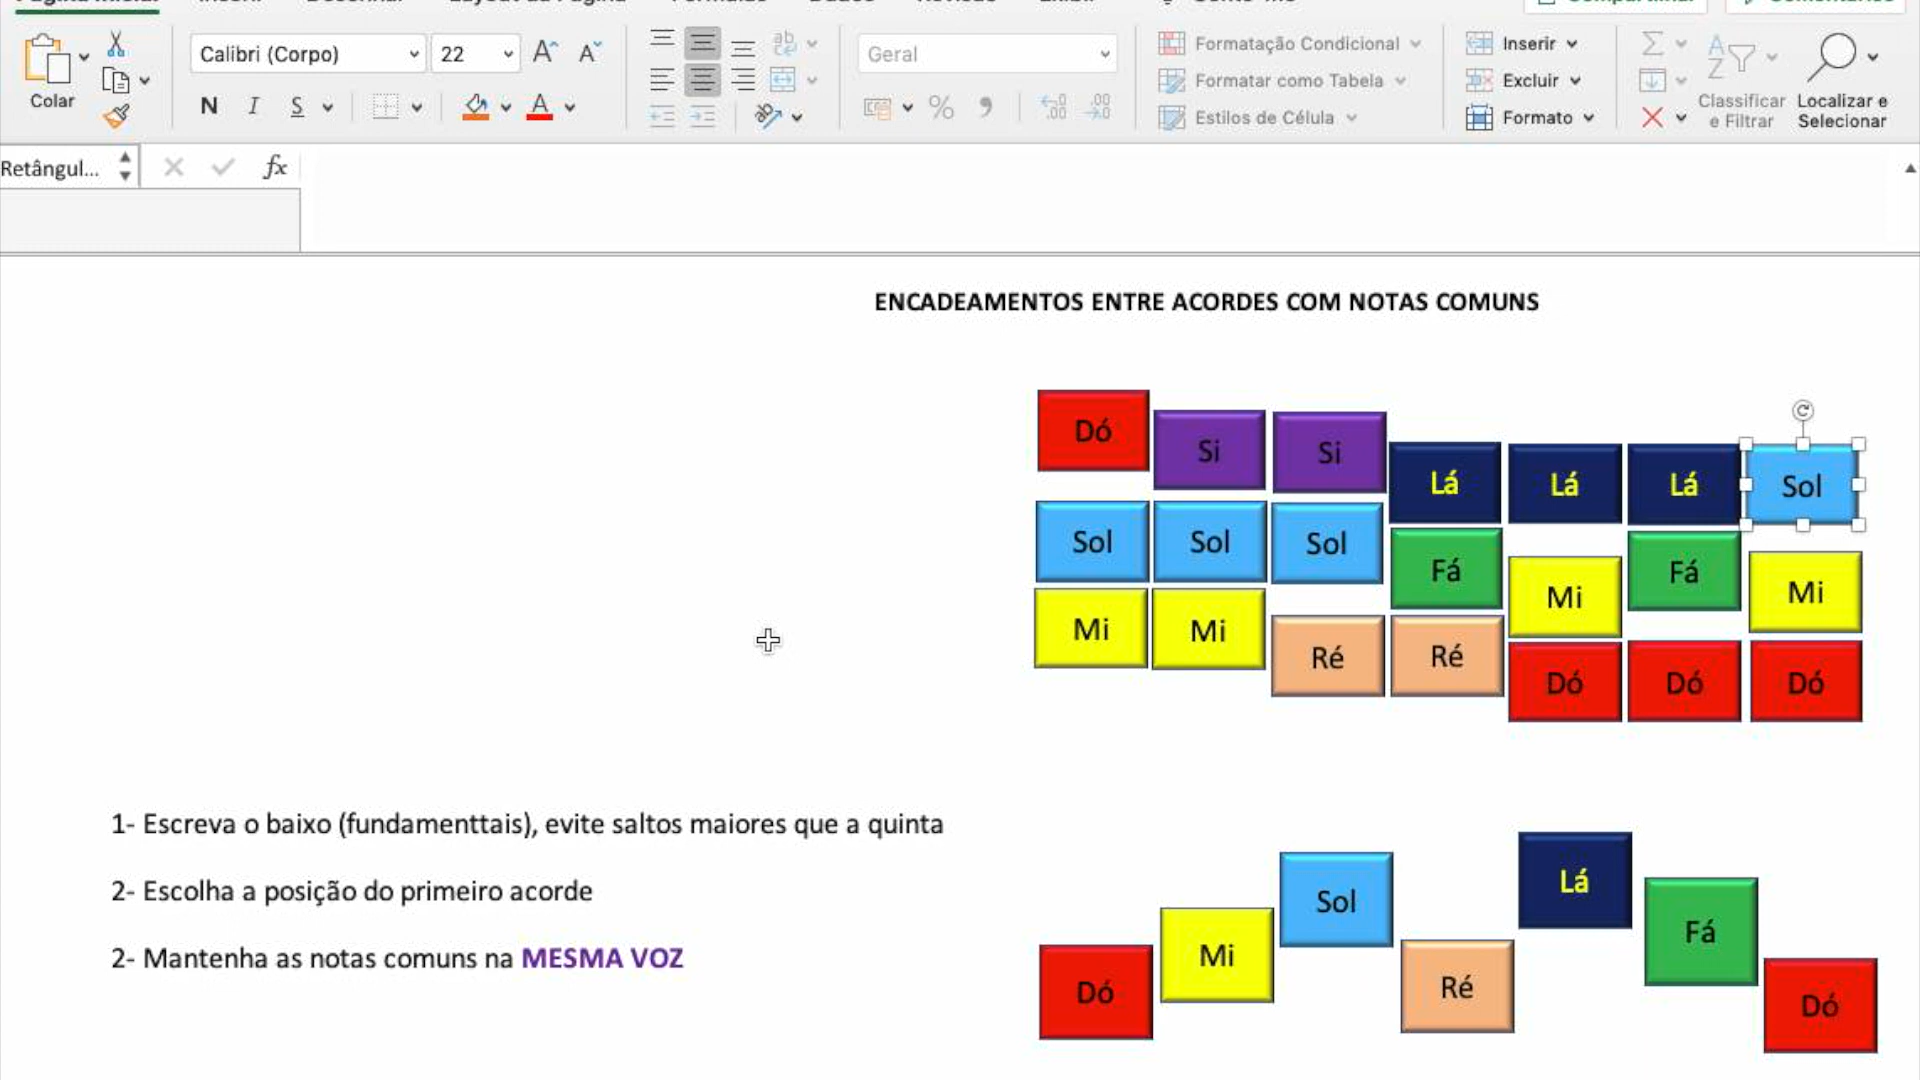 Calibri (Corpo)
22
Geral
Formatação Condicional
Formatar como Tabela
Estilos de Célula
Inserir
Excluir
Formato
Colar
N I S
A
%
Classificar e Filtrar
Localizar e Selecionar
Retângul...
fx
ENCADEAMENTOS ENTRE ACORDES COM NOTAS COMUNS
Dó Si Si Lá Lá Lá Sol
Sol Sol Sol Fá Mi Fá Mi
Mi Mi Ré Ré Dó Dó Dó
1- Escreva o baixo (fundamenttais), evite saltos maiores que a quinta
2- Escolha a posição do primeiro acorde
2- Mantenha as notas comuns na MESMA VOZ
Dó Mi Sol Ré Lá Fá Dó